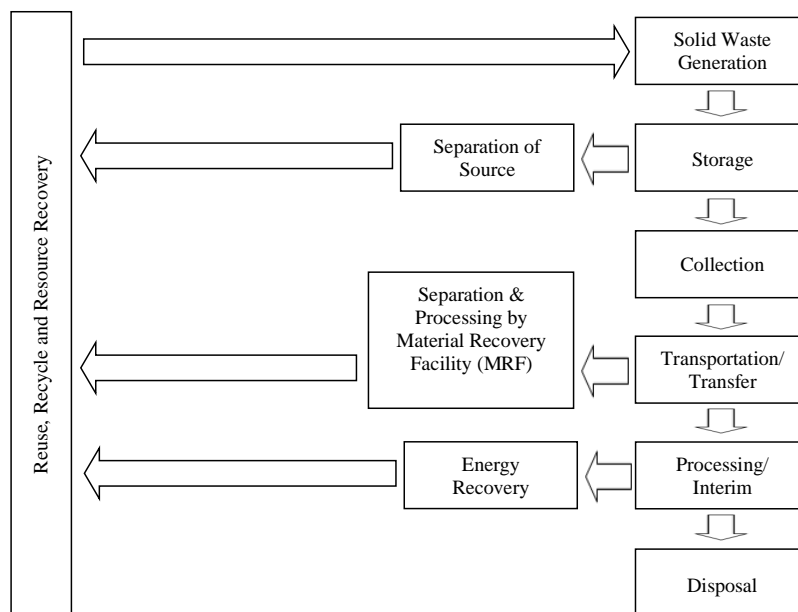 Reuse, Recycle and Resource Recovery
Solid Waste
Generation
Separation of
Source
Storage
Collection
Separation &
Processing by
Material Recovery
Facility (MRF)
Transportation/
Transfer
Energy
Recovery
Processing/
Interim
Disposal